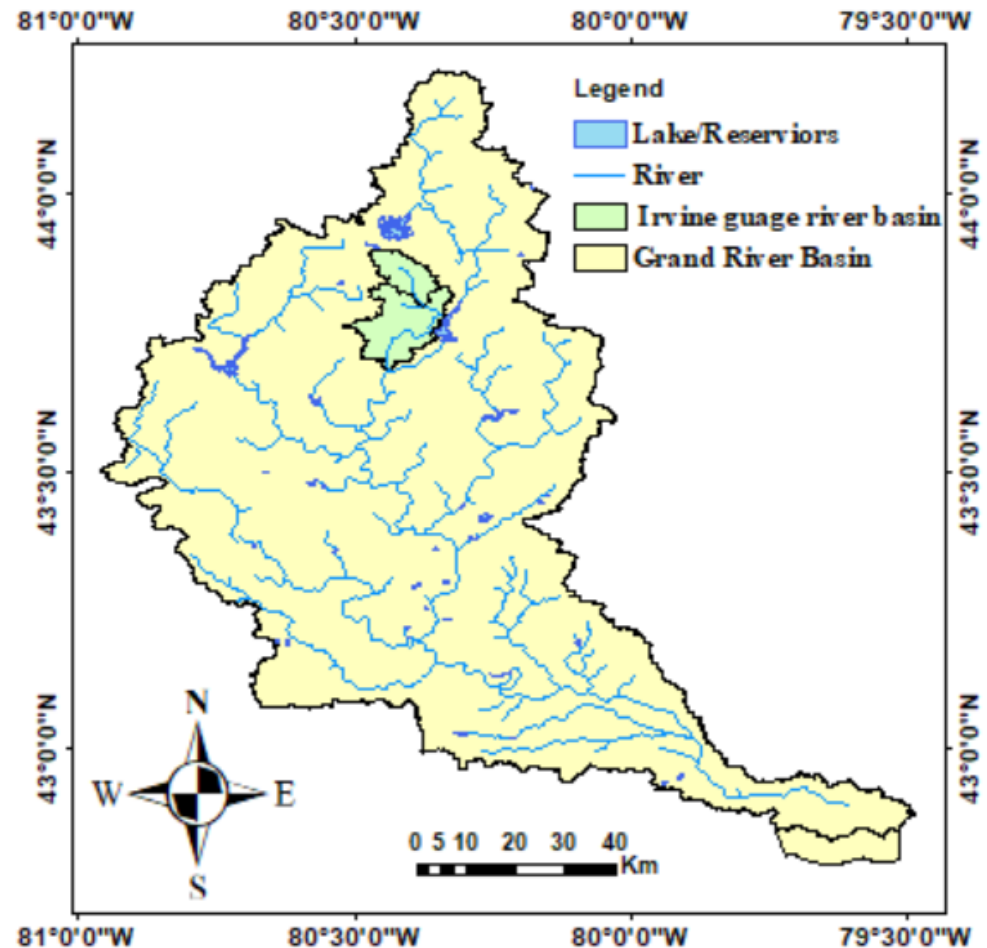 81°0'0"W 80°30'0"W 80°0'0"W 79°30'0"W
Legend
Lake/Reserviors
River
Irvine guage river basin
Grand River Basin
44°0'0"N
44°0'0"N
43°30'0"N
43°30'0"N
43°0'0"N
43°0'0"N
N
W E
S
0 5 10 20 30 40
Km
81°0'0"W 80°30'0"W 80°0'0"W 79°30'0"W